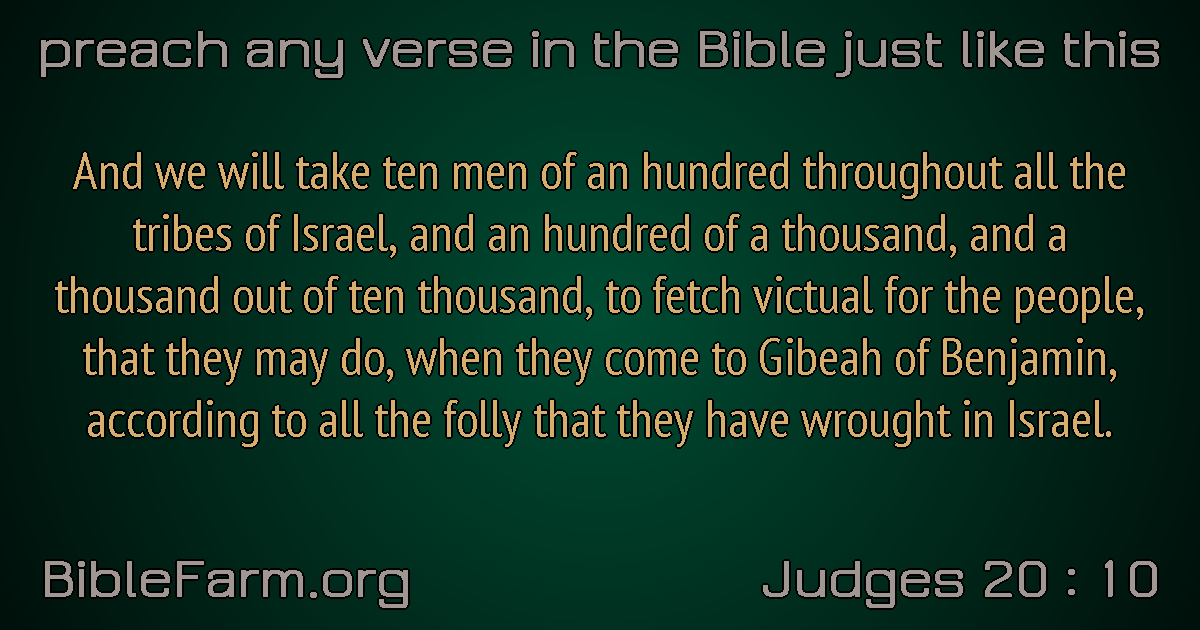 preach any verse in the Bible just like this
And we will take ten men of an hundred throughout all the
tribes of Israel, and an hundred of a thousand, and a
thousand out of ten thousand, to fetch victual for the people,
that they may do, when they come to Gibeah of Benjamin,
according to all the folly that they have wrought in Israel.
BibleFarm.org
Judges 20 : 10